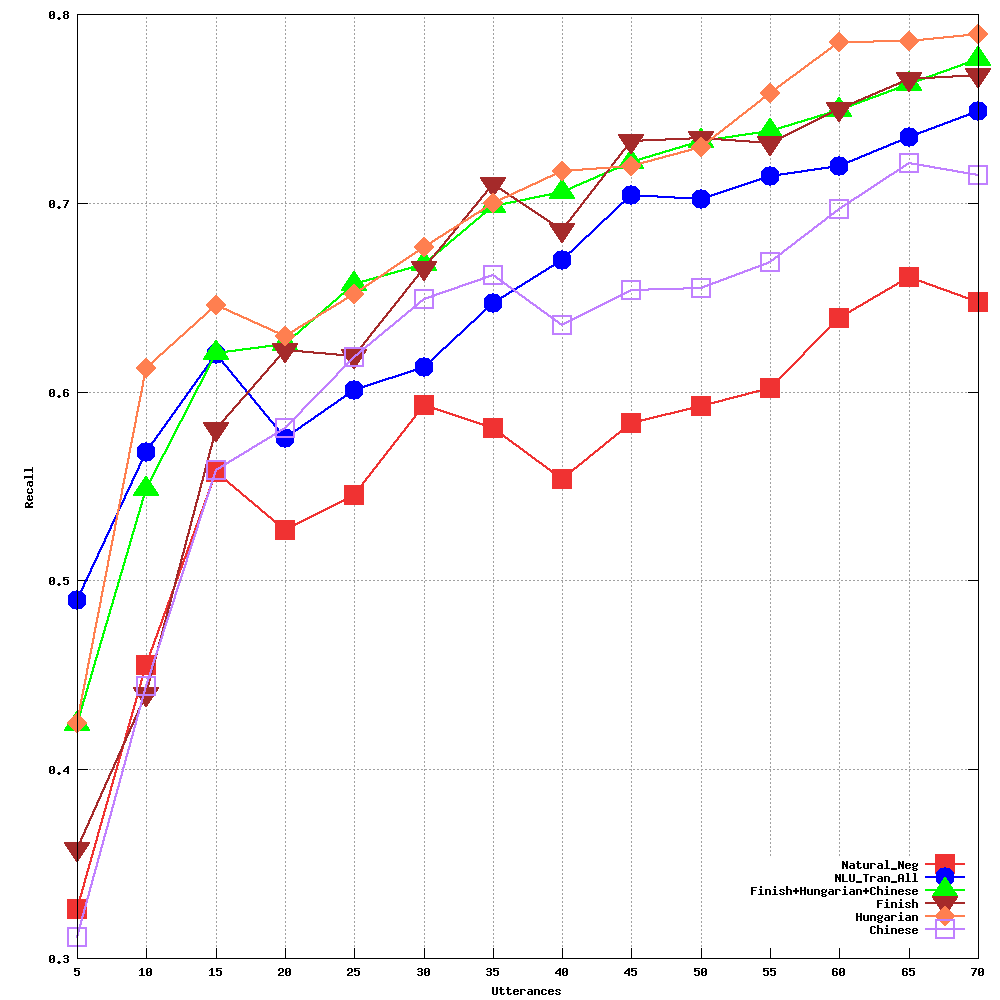 0.8
0.7
0.6
0.5
0.4
0.3
Recall
5 10 15 20 25 30 35 40 45 50 55 60 65 70
Utterances
Natural_Neg
NLU_Tran_All
Finish+Hungarian+Chinese
Finish
Hungarian
Chinese